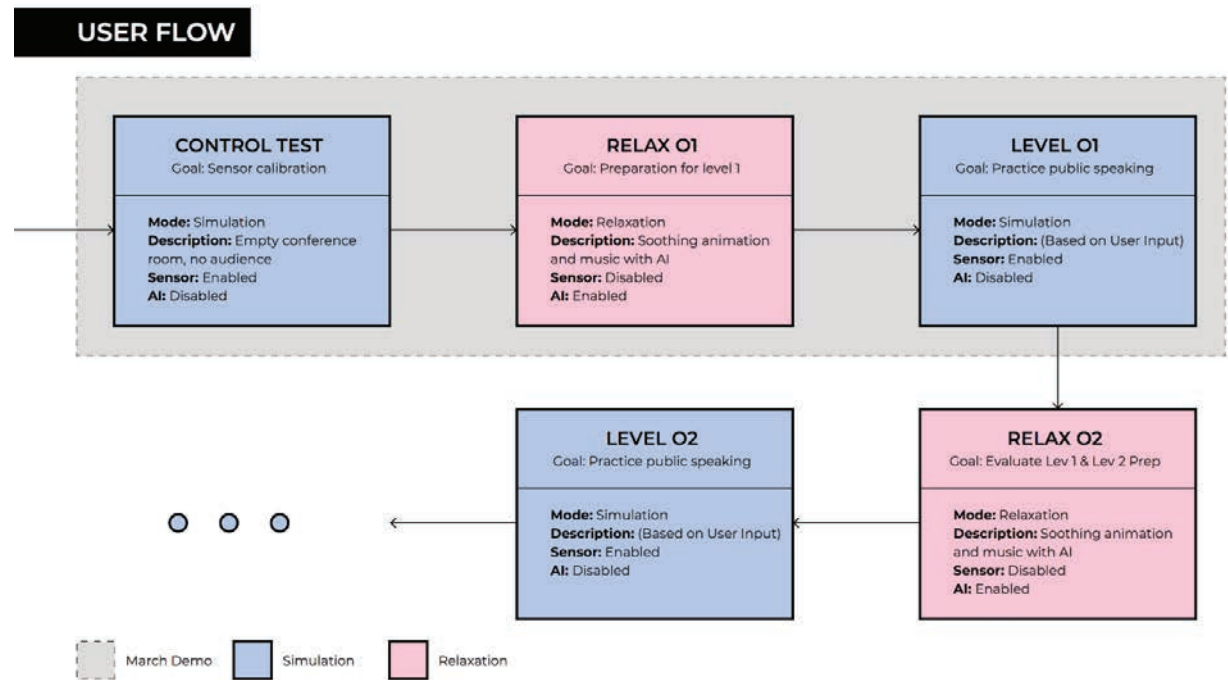 USER FLOW
CONTROL TEST
Goal: Sensor calibration
Mode: Simulation
Description: Empty conference
room, no audience
Sensor: Enabled
AI: Disabled
RELAX O1
Goal: Preparation for level 1
Mode: Relaxation
Description: Soothing animation
and music with AI
Sensor: Disabled
AI: Enabled
LEVEL O1
Goal: Practice public speaking
Mode: Simulation
Description: (Based on User Input)
Sensor: Enabled
AI: Disabled
RELAX O2
Goal: Evaluate Lev 1 & Lev 2 Prep
Mode: Relaxation
Description: Soothing animation
and music with AI
Sensor: Disabled
AI: Enabled
LEVEL O2
Goal: Practice public speaking
Mode: Simulation
Description: (Based on User Input)
Sensor: Enabled
AI: Disabled
March Demo
Simulation
Relaxation